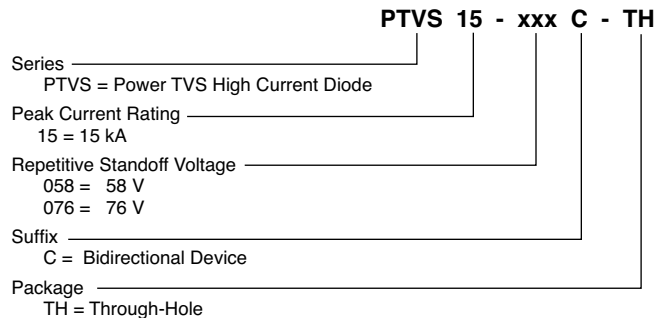 PTVS 15 - xxx C - TH
Series
PTVS = Power TVS High Current Diode
Peak Current Rating
15 = 15 kA
Repetitive Standoff Voltage
058 = 58 V
076 = 76 V
Suffix
C = Bidirectional Device
Package
TH = Through-Hole